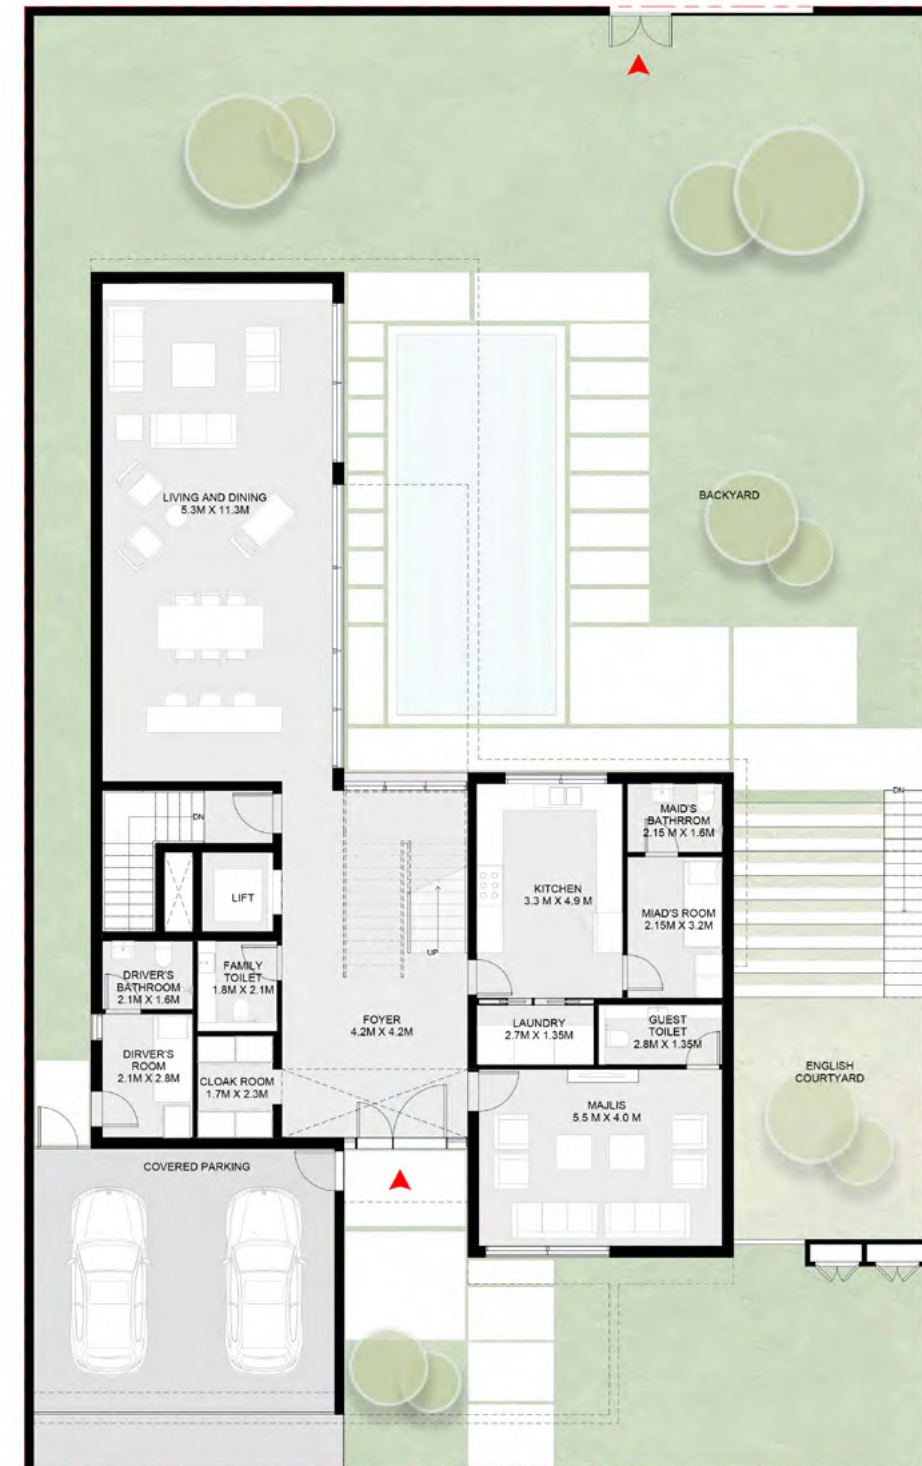 LIVING AND DINING
5.3M X 11.3M
BACKYARD
DN
LIFT
UP
KITCHEN
3.3 M X 4.9 M
MAID'S
BATHRROM
2.15 M X 1.6M
MIAD'S ROOM
2.15M X 3.2M
DN
DRIVER'S
BATHROOM
2.1M X 1.6M
FAMILY
TOILET
1.8M X 2.1M
FOYER
4.2M X 4.2M
LAUNDRY
2.7M X 1.35M
GUEST
TOILET
2.8M X 1.35M
DIRVER'S
ROOM
2.1M X 2.8M
CLOAK ROOM
1.7M X 2.3M
ENGLISH
COURTYARD
MAJLIS
5.5 M X 4.0 M
COVERED PARKING